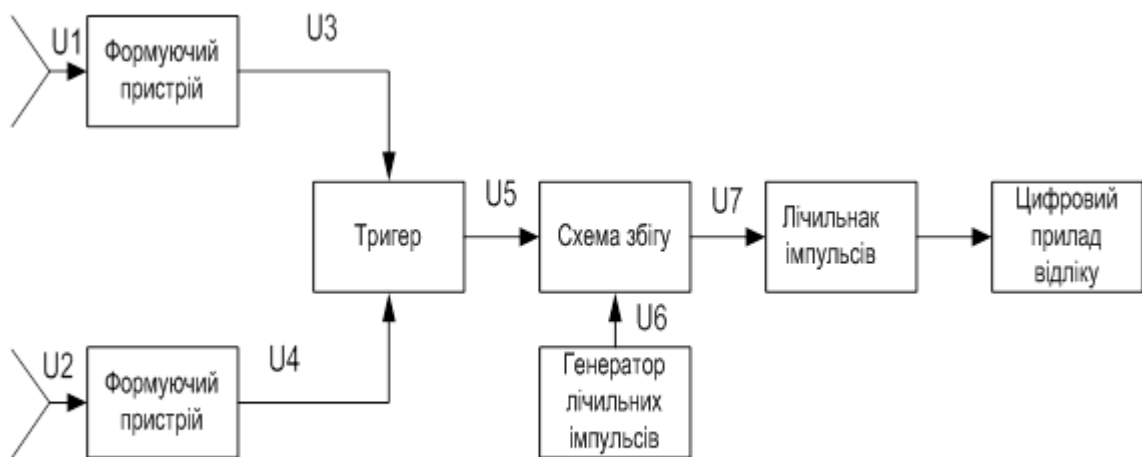 U1
Формуючий
пристрій
U3
Тригер
U5
Схема збігу
U7
Лічильнак
імпульсів
Цифровий
прилад
відліку
U2
Формуючий
пристрій
U4
U6
Генератор
лічильних
імпульсів